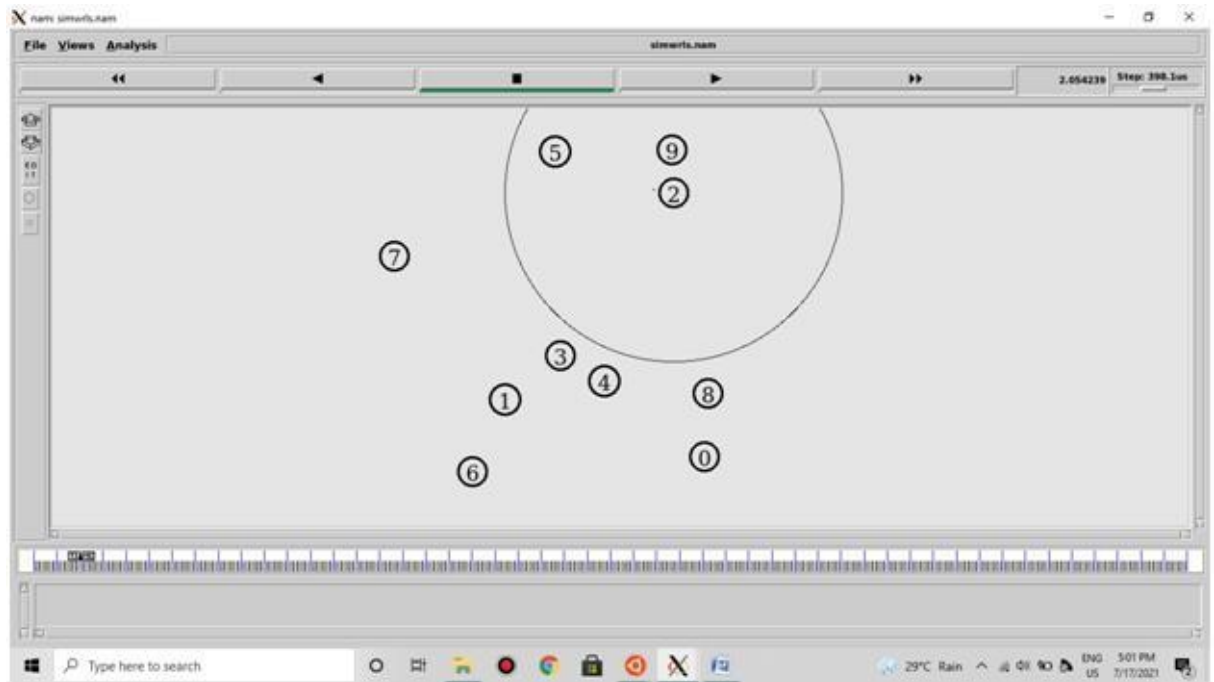 nam: simwrls.nam
File Views Analysis simwrls.nam
2.054239 Step: 398.1us
5 9
2
7
3
4
1 8
0
6
Type here to search
29°C Rain ENG 5:01 PM
US 7/17/2021 2